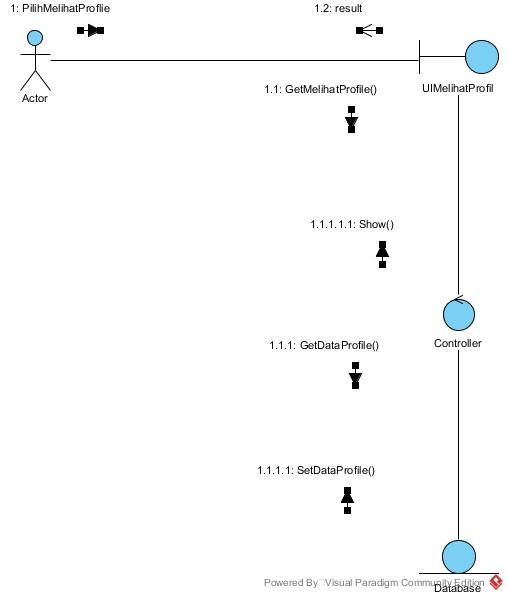 1: PilihMelihatProflie
1.2: result
Actor
1.1: GetMelihatProfile()
UIMelihatProfil
1.1.1.1.1: Show()
Controller
1.1.1: GetDataProfile()
1.1.1.1: SetDataProfile()
Powered By Visual Paradigm Community Edition
Database